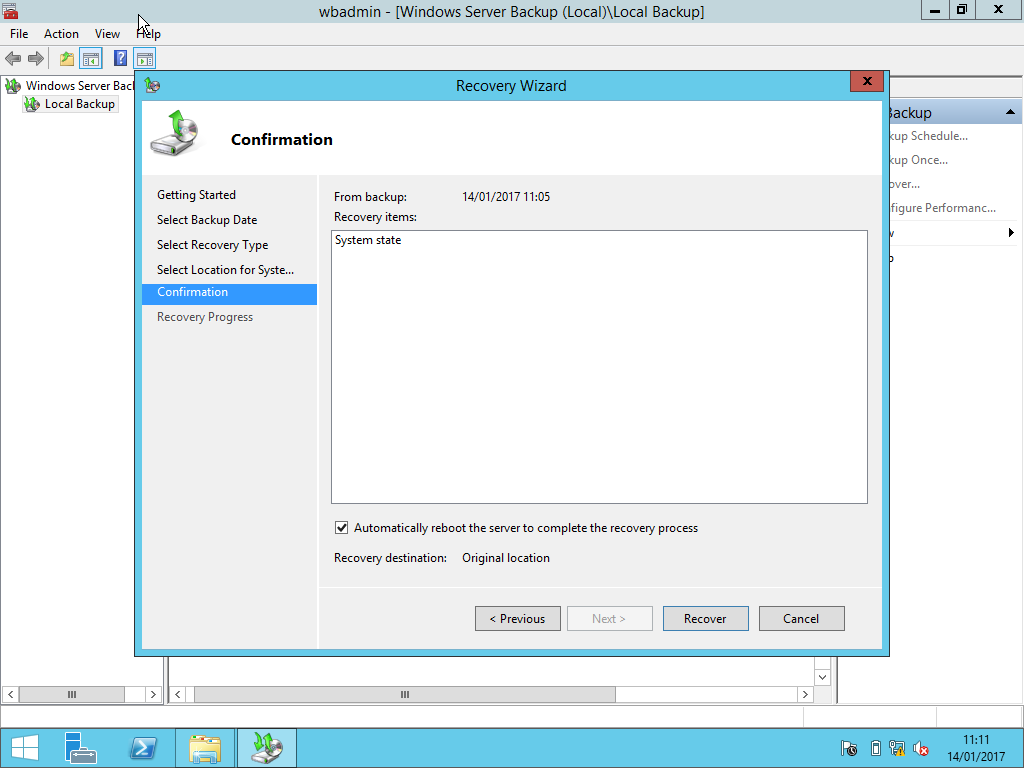 wbadmin - [Windows Server Backup (Local)\Local Backup]
File Action View Help
Windows Server Bac
Local Backup
Recovery Wizard
Confirmation
Getting Started
Select Backup Date
Select Recovery Type
Select Location for Syste...
Confirmation
Recovery Progress
From backup: 14/01/2017 11:05
Recovery items:
System state
Automatically reboot the server to complete the recovery process
Recovery destination: Original location
< Previous
Next >
Recover
Cancel
Backup
kup Schedule...
kup Once...
over...
figure Performanc...
11:11
14/01/2017